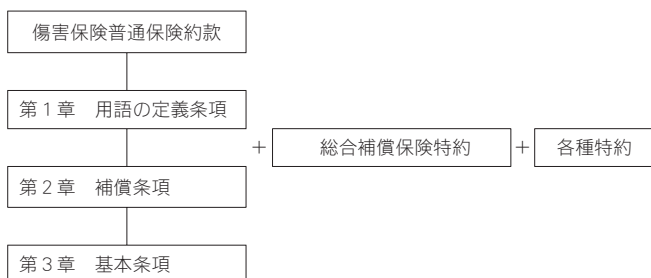 傷害保険普通保険約款
第１章　用語の定義条項
＋ 総合補償保険特約 ＋ 各種特約
第２章　補償条項
第３章　基本条項